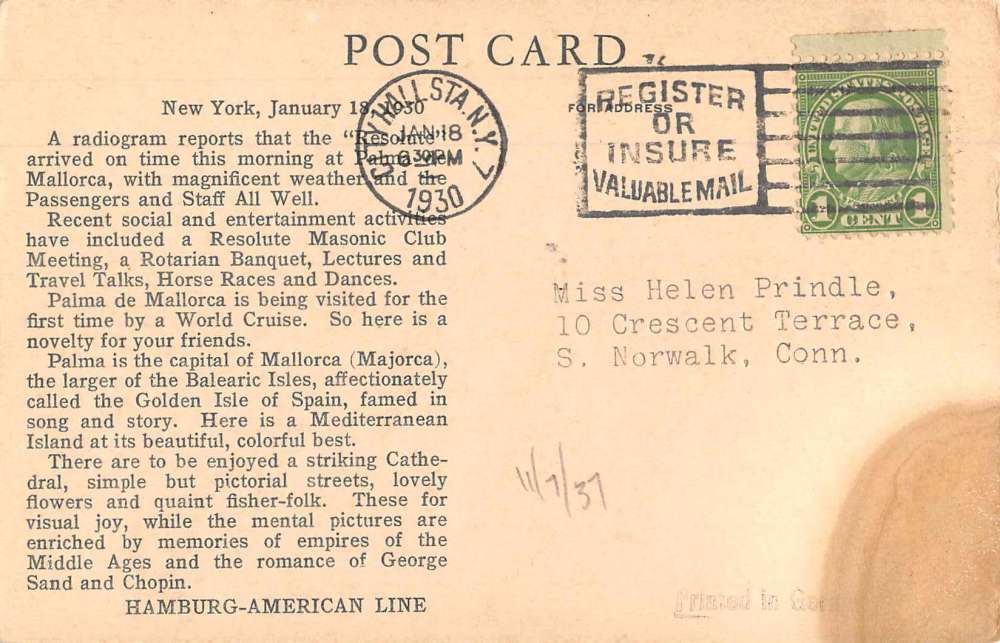 POST CARD
New York, January 18, 1930
A radiogram reports that the "Resolute"
arrived on time this morning at Palma de
Mallorca, with magnificent weather and the
Passengers and Staff All Well.
Recent social and entertainment activities
have included a Resolute Masonic Club
Meeting, a Rotarian Banquet, Lectures and
Travel Talks, Horse Races and Dances.
Palma de Mallorca is being visited for the
first time by a World Cruise. So here is a
novelty for your friends.
Palma is the capital of Mallorca (Majorca),
the larger of the Balearic Isles, affectionately
called the Golden Isle of Spain, famed in
song and story. Here is a Mediterranean
Island at its beautiful, colorful best.
There are to be enjoyed a striking Cathe-
dral, simple but pictorial streets, lovely
flowers and quaint fisher-folk. These for
visual joy, while the mental pictures are
enriched by memories of empires of the
Middle Ages and the romance of George
Sand and Chopin.
HAMBURG-AMERICAN LINE
CITY HALL STA. N.Y.
JAN 18
6 30 PM
1930
FOR ADDRESS
REGISTER
OR
INSURE
VALUABLE MAIL
UNITED STATES POSTAGE
1 CENT 1
Miss Helen Prindle,
10 Crescent Terrace,
S. Norwalk, Conn.
11/7/37
Printed in